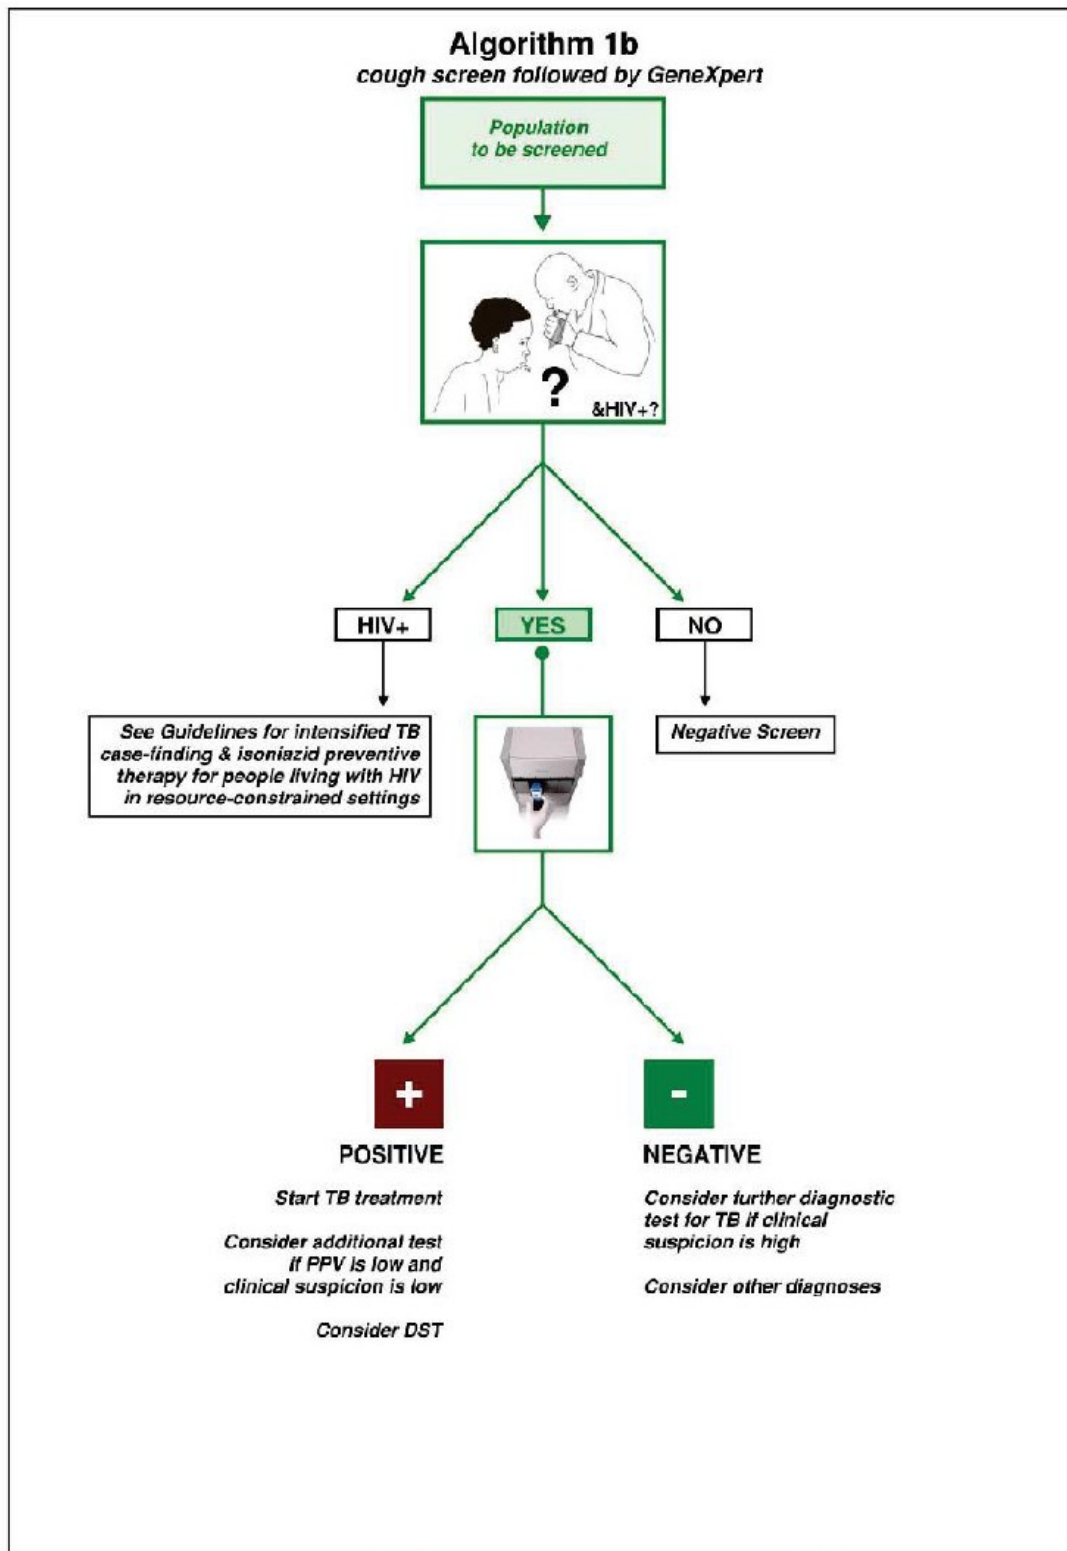 Algorithm 1b
cough screen followed by GeneXpert
Population
to be screened
?
&HIV+?
HIV+
YES
NO
See Guidelines for intensified TB
case-finding & isoniazid preventive
therapy for people living with HIV
in resource-constrained settings
Negative Screen
+
-
POSITIVE
NEGATIVE
Start TB treatment
Consider additional test
if PPV is low and
clinical suspicion is low
Consider DST
Consider further diagnostic
test for TB if clinical
suspicion is high
Consider other diagnoses